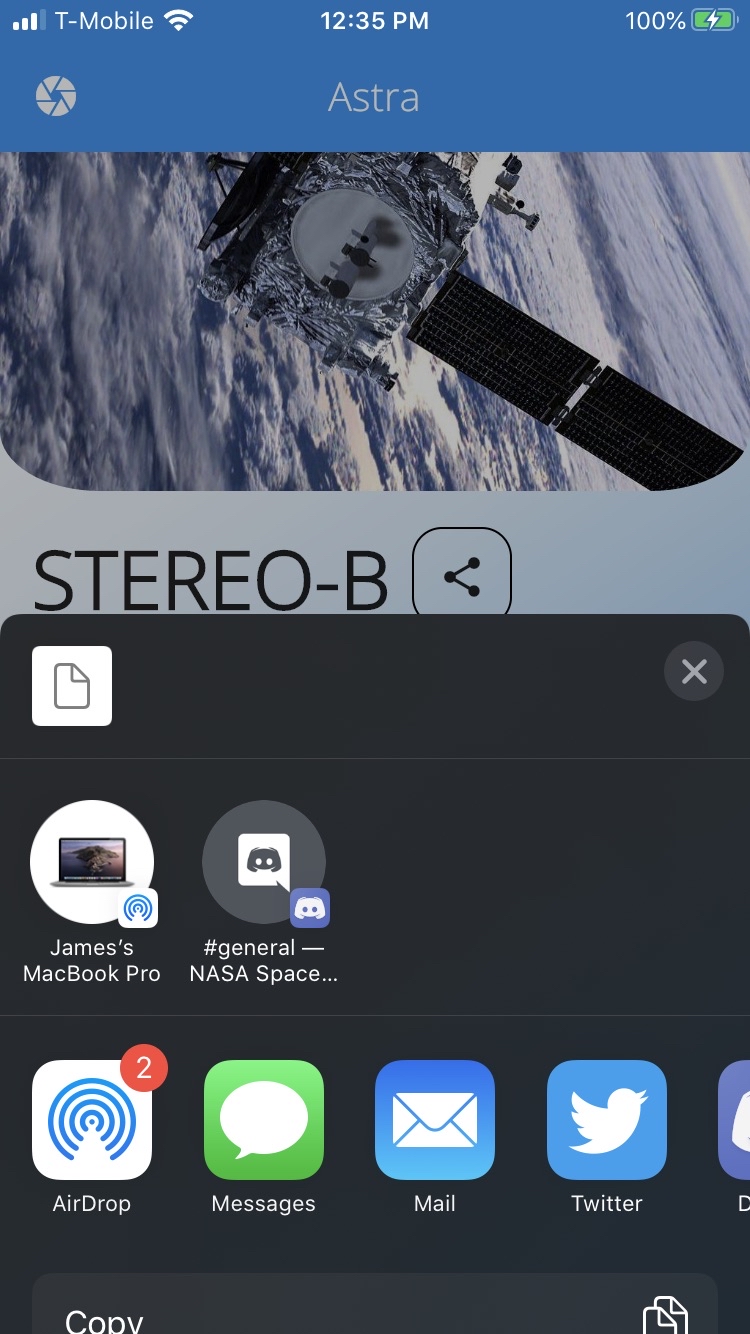 T-Mobile 12:35 PM 100%
Astra
STEREO-B
James’s
MacBook Pro
#general —
NASA Space...
2
AirDrop Messages Mail Twitter D
Copy